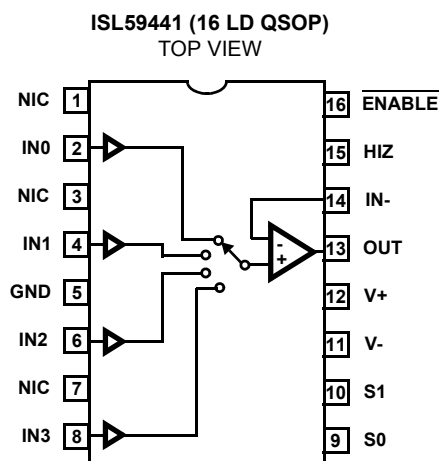 ISL59441 (16 LD QSOP)
TOP VIEW
NIC 1
16 ENABLE
IN0 2
15 HIZ
NIC 3
14 IN-
IN1 4
-
+
13 OUT
GND 5
12 V+
IN2 6
11 V-
NIC 7
10 S1
IN3 8
9 S0